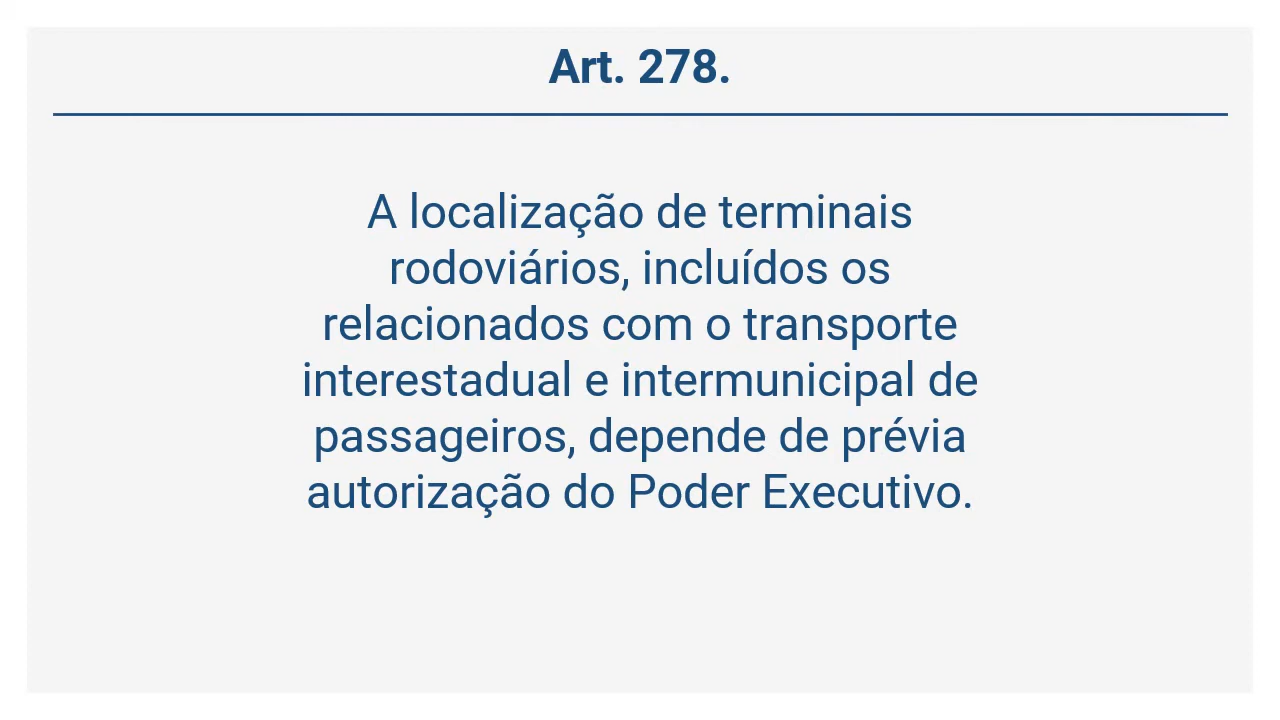 Art. 278.
A localização de terminais
rodoviários, incluídos os
relacionados com o transporte
interestadual e intermunicipal de
passageiros, depende de prévia
autorização do Poder Executivo.